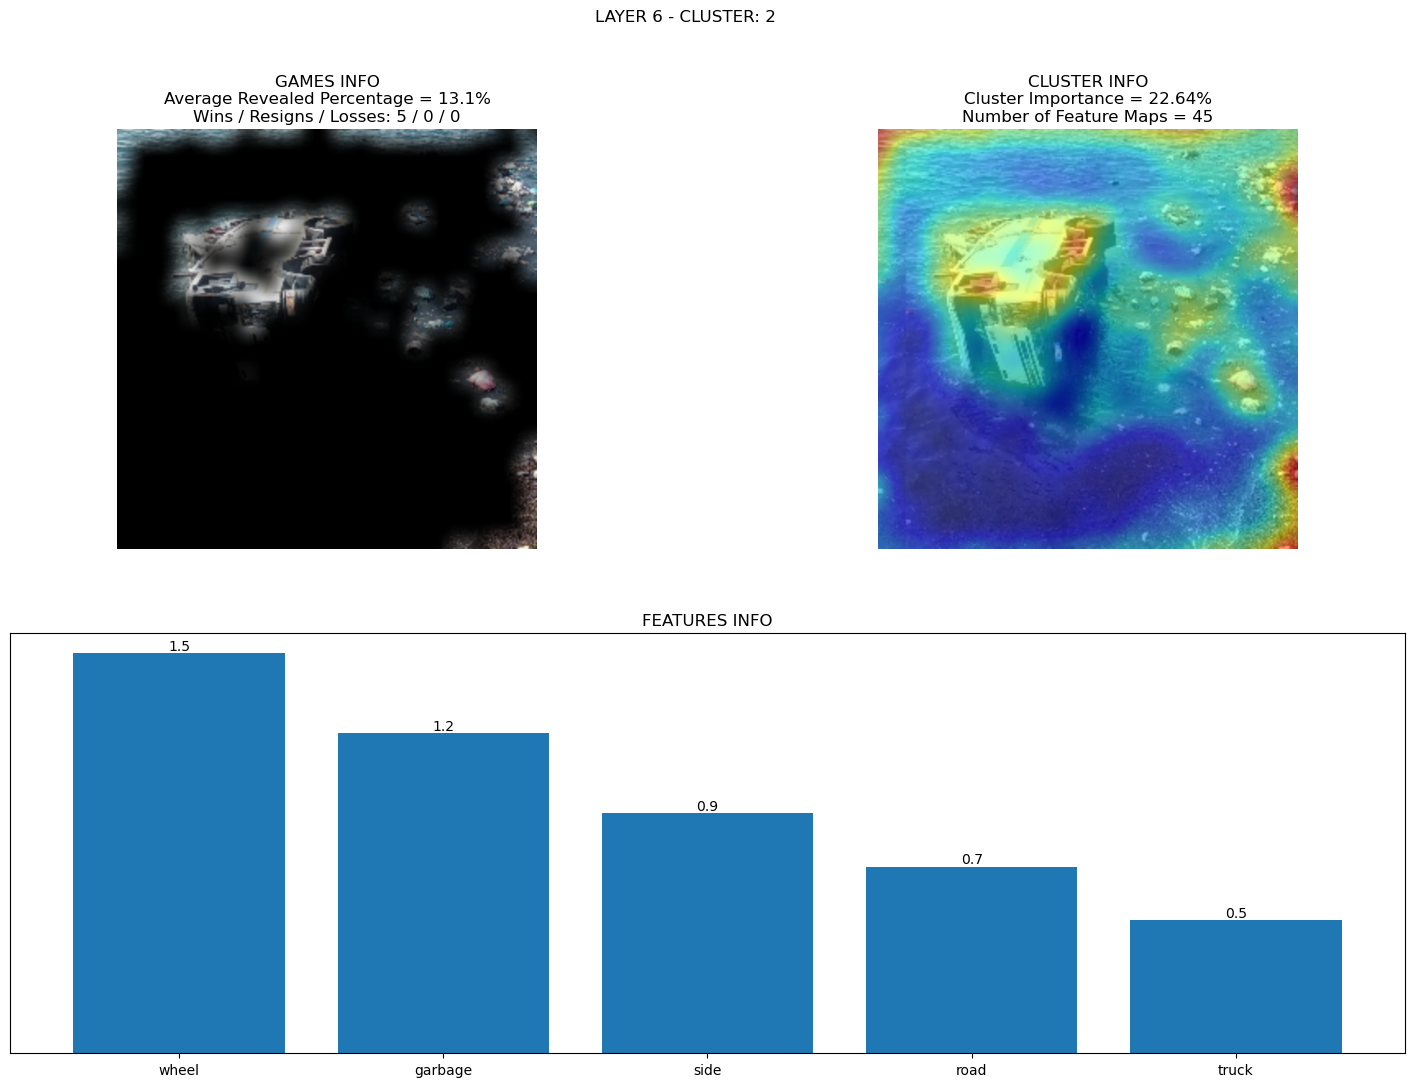 LAYER 6 - CLUSTER: 2
GAMES INFO
Average Revealed Percentage = 13.1%
Wins / Resigns / Losses: 5 / 0 / 0
CLUSTER INFO
Cluster Importance = 22.64%
Number of Feature Maps = 45
FEATURES INFO
1.5
1.2
0.9
0.7
0.5
wheel
garbage
side
road
truck